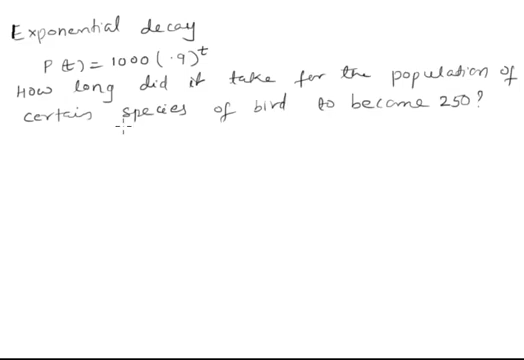 Exponential decay
P(t) = 1000 (.9)^t
How long did it take for the population of
certain species of bird to become 250?